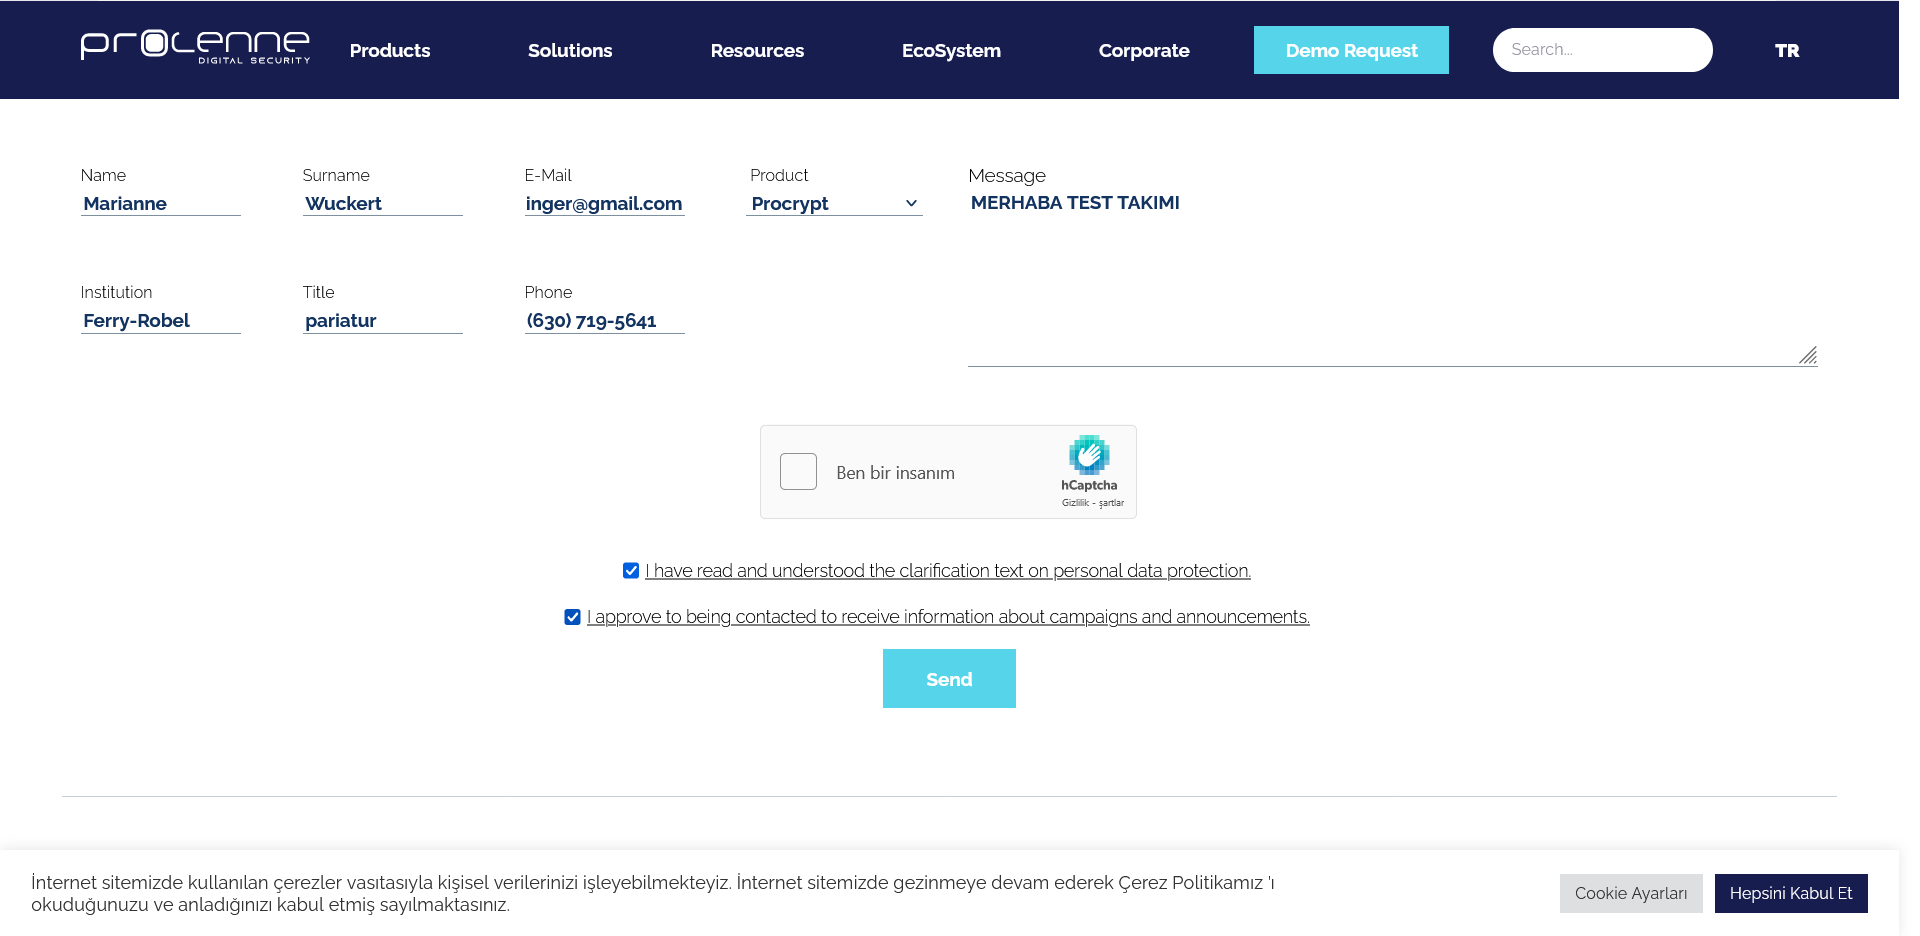 procenne
DIGITAL SECURITY
Products
Solutions
Resources
EcoSystem
Corporate
Demo Request
Search...
TR
Name
Surname
E-Mail
Product
Message
Marianne
Wuckert
inger@gmail.com
Procrypt
MERHABA TEST TAKIMI
Institution
Title
Phone
Ferry-Robel
pariatur
(630) 719-5641
Ben bir insanım
hCaptcha
Gizlilik - şartlar
I have read and understood the clarification text on personal data protection.
I approve to being contacted to receive information about campaigns and announcements.
Send
İnternet sitemizde kullanılan çerezler vasıtasıyla kişisel verilerinizi işleyebilmekteyiz. İnternet sitemizde gezinmeye devam ederek Çerez Politikamız 'ı
okuduğunuzu ve anladığınızı kabul etmiş sayılmaktasınız.
Cookie Ayarları
Hepsini Kabul Et